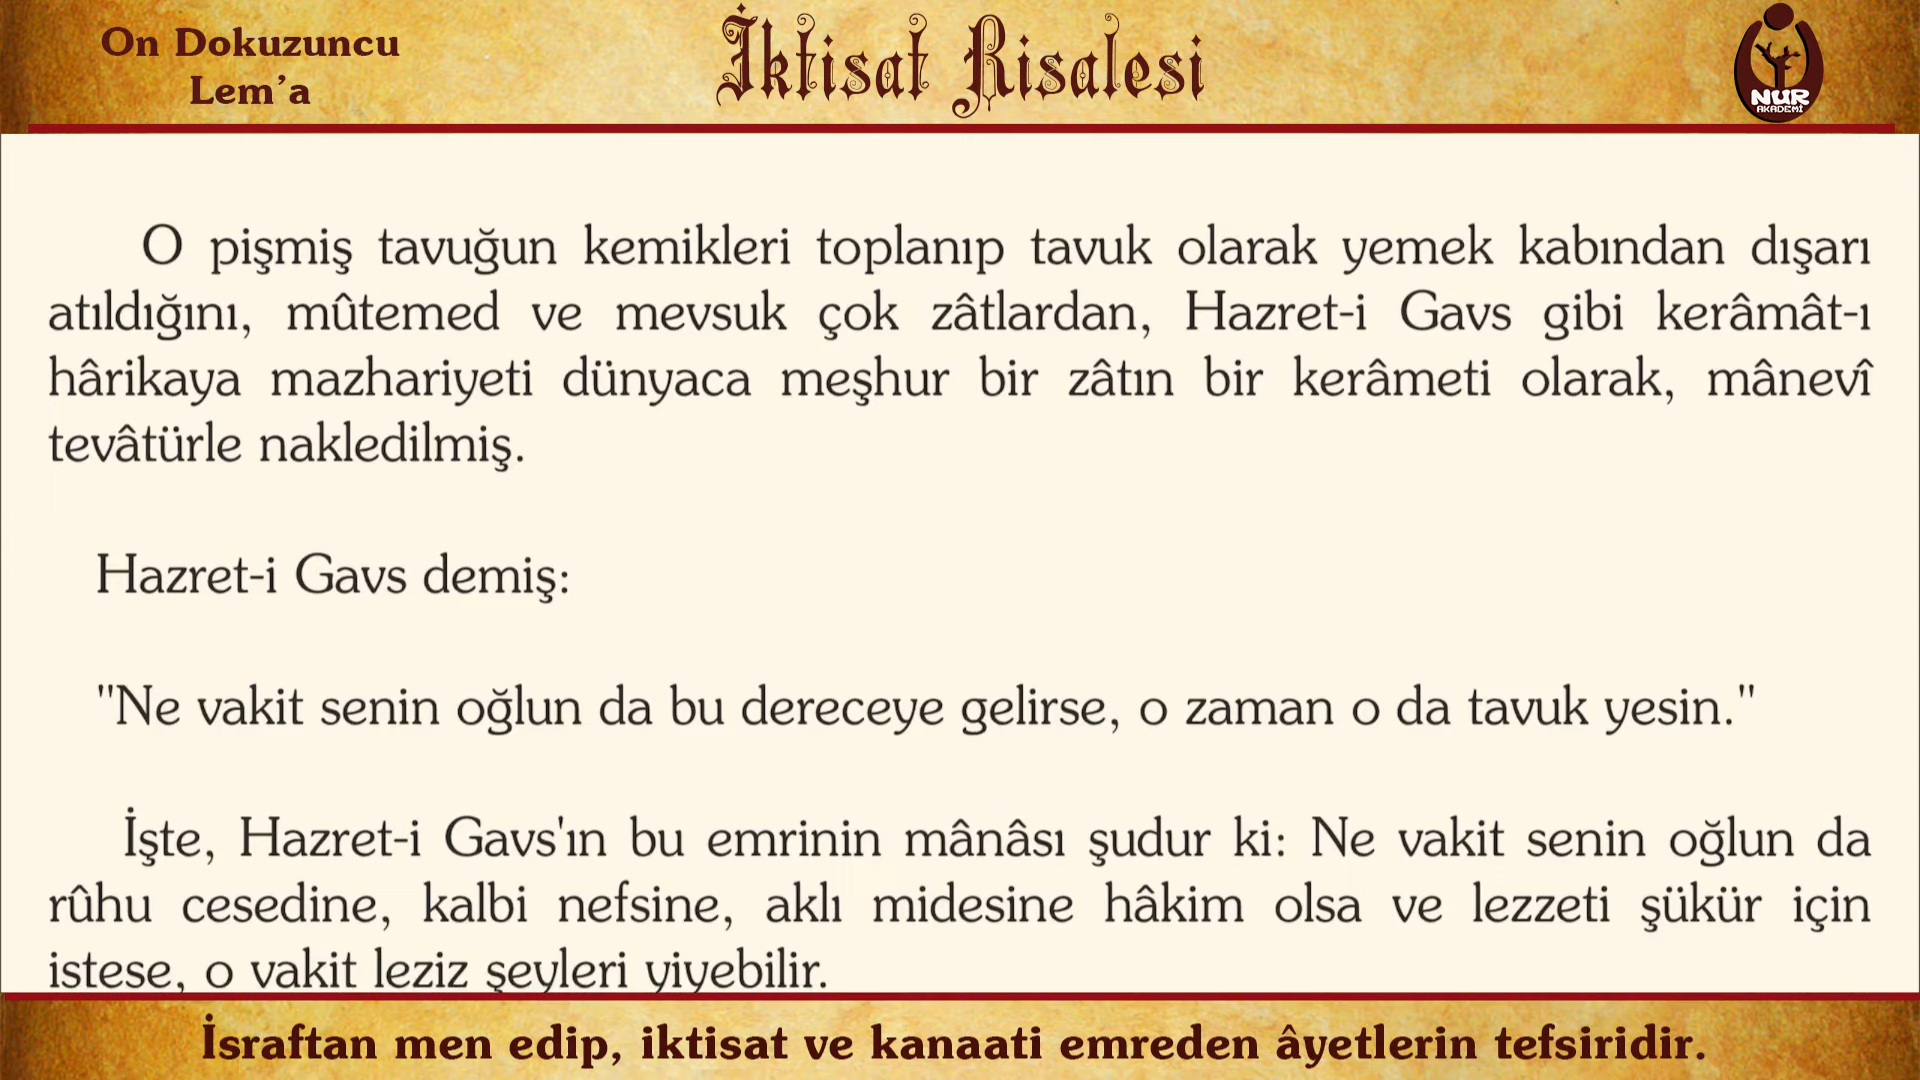 On Dokuzuncu
Lem'a
İktisat Risalesi
NUR
AKADEMİ
O pişmiş tavuğun kemikleri toplanıp tavuk olarak yemek kabından dışarı
atıldığını, mûtemed ve mevsuk çok zâtlardan, Hazret-i Gavs gibi kerâmât-ı
hârikaya mazhariyeti dünyaca meşhur bir zâtın bir kerâmeti olarak, mânevî
tevâtürle nakledilmiş.
Hazret-i Gavs demiş:
"Ne vakit senin oğlun da bu dereceye gelirse, o zaman o da tavuk yesin."
İşte, Hazret-i Gavs'ın bu emrinin mânâsı şudur ki: Ne vakit senin oğlun da
rûhu cesedine, kalbi nefsine, aklı midesine hâkim olsa ve lezzeti şükür için
istese, o vakit leziz şeyleri yiyebilir.
İsraftan men edip, iktisat ve kanaati emreden âyetlerin tefsiridir.